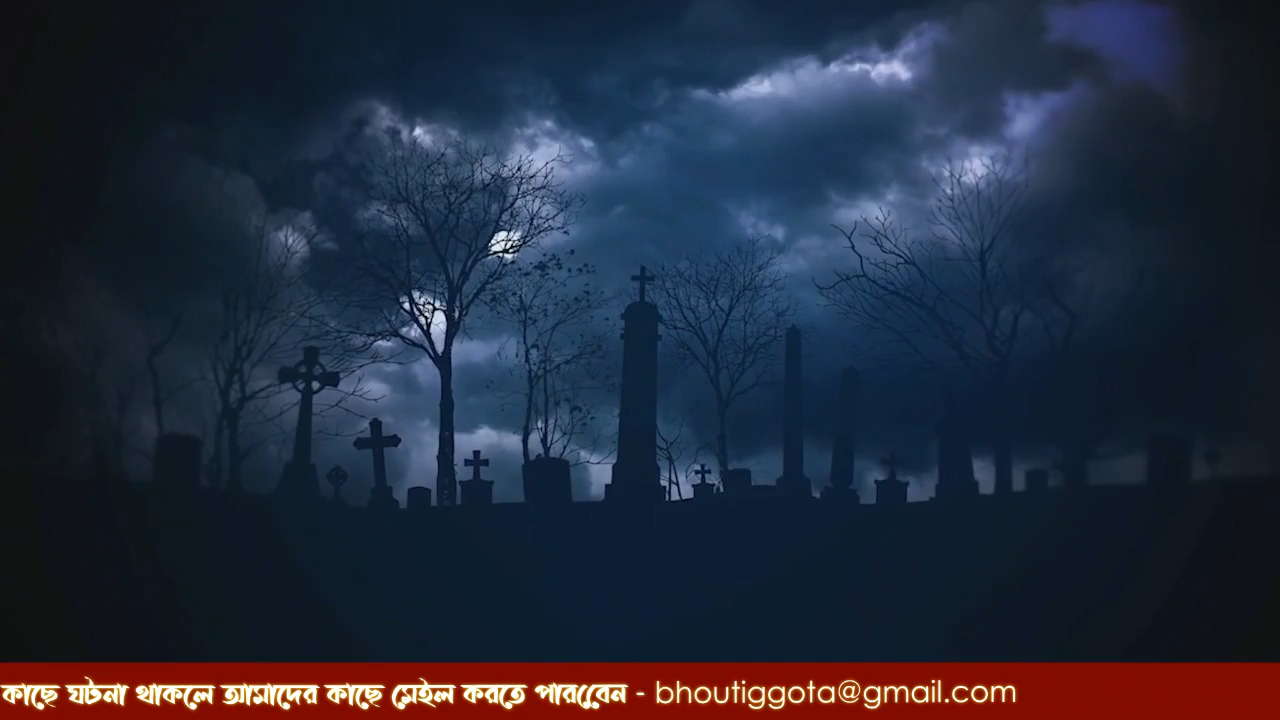 কাছে ঘটনা থাকলে আমাদের কাছে মেইল করতে পারবেন - bhoutiggota@gmail.com